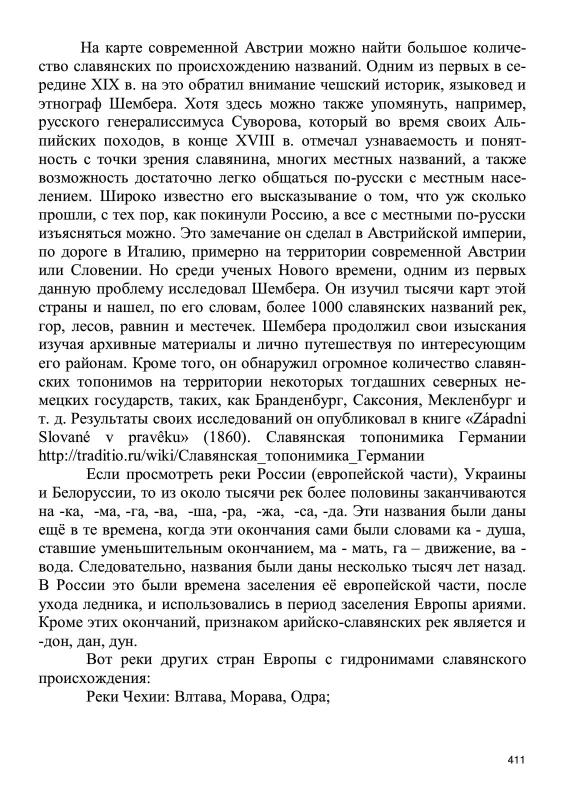 На карте современной Австрии можно найти большое количе-
ство славянских по происхождению названий. Одним из первых в се-
редине XIX в. на это обратил внимание чешский историк, языковед и
этнограф Шембера. Хотя здесь можно также упомянуть, например,
русского генералиссимуса Суворова, который во время своих Аль-
пийских походов, в конце XVIII в. отмечал узнаваемость и понят-
ность с точки зрения славянина, многих местных названий, а также
возможность достаточно легко общаться по-русски с местным насе-
лением. Широко известно его высказывание о том, что уж сколько
прошли, с тех пор, как покинули Россию, а все с местными по-русски
изъясняться можно. Это замечание он сделал в Австрийской империи,
по дороге в Италию, примерно на территории современной Австрии
или Словении. Но среди ученых Нового времени, одним из первых
данную проблему исследовал Шембера. Он изучил тысячи карт этой
страны и нашел, по его словам, более 1000 славянских названий рек,
гор, лесов, равнин и местечек. Шембера продолжил свои изыскания
изучая архивные материалы и лично путешествуя по интересующим
его районам. Кроме того, он обнаружил огромное количество славян-
ских топонимов на территории некоторых тогдашних северных не-
мецких государств, таких, как Бранденбург, Саксония, Мекленбург и
т. д. Результаты своих исследований он опубликовал в книге «Západni
Slované v pravêku» (1860). Славянская топонимика Германии
http://traditio.ru/wiki/Славянская_топонимика_Германии
Если просмотреть реки России (европейской части), Украины
и Белоруссии, то из около тысячи рек более половины заканчиваются
на -ка, -ма, -га, -ва, -ша, -ра, -жа, -са, -да. Эти названия были даны
ещё в те времена, когда эти окончания сами были словами ка - душа,
ставшие уменьшительным окончанием, ма - мать, га – движение, ва -
вода. Следовательно, названия были даны несколько тысяч лет назад.
В России это были времена заселения её европейской части, после
ухода ледника, и использовались в период заселения Европы ариями.
Кроме этих окончаний, признаком арийско-славянских рек является и
-дон, дан, дун.
Вот реки других стран Европы с гидронимами славянского
происхождения:
Реки Чехии: Влтава, Морава, Одра;
411